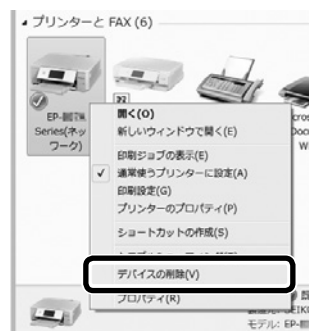 プリンターと FAX (6)
EP-
Series(ネッ
トワーク)
開く(O)
新しいウィンドウで開く(E)
印刷ジョブの表示(E)
✓ 通常使うプリンターに設定(A)
印刷設定(G)
プリンターのプロパティ(P)
ショートカットの作成(S)
デバイスの削除(V)
プロパティ(R)
モデル: EP-